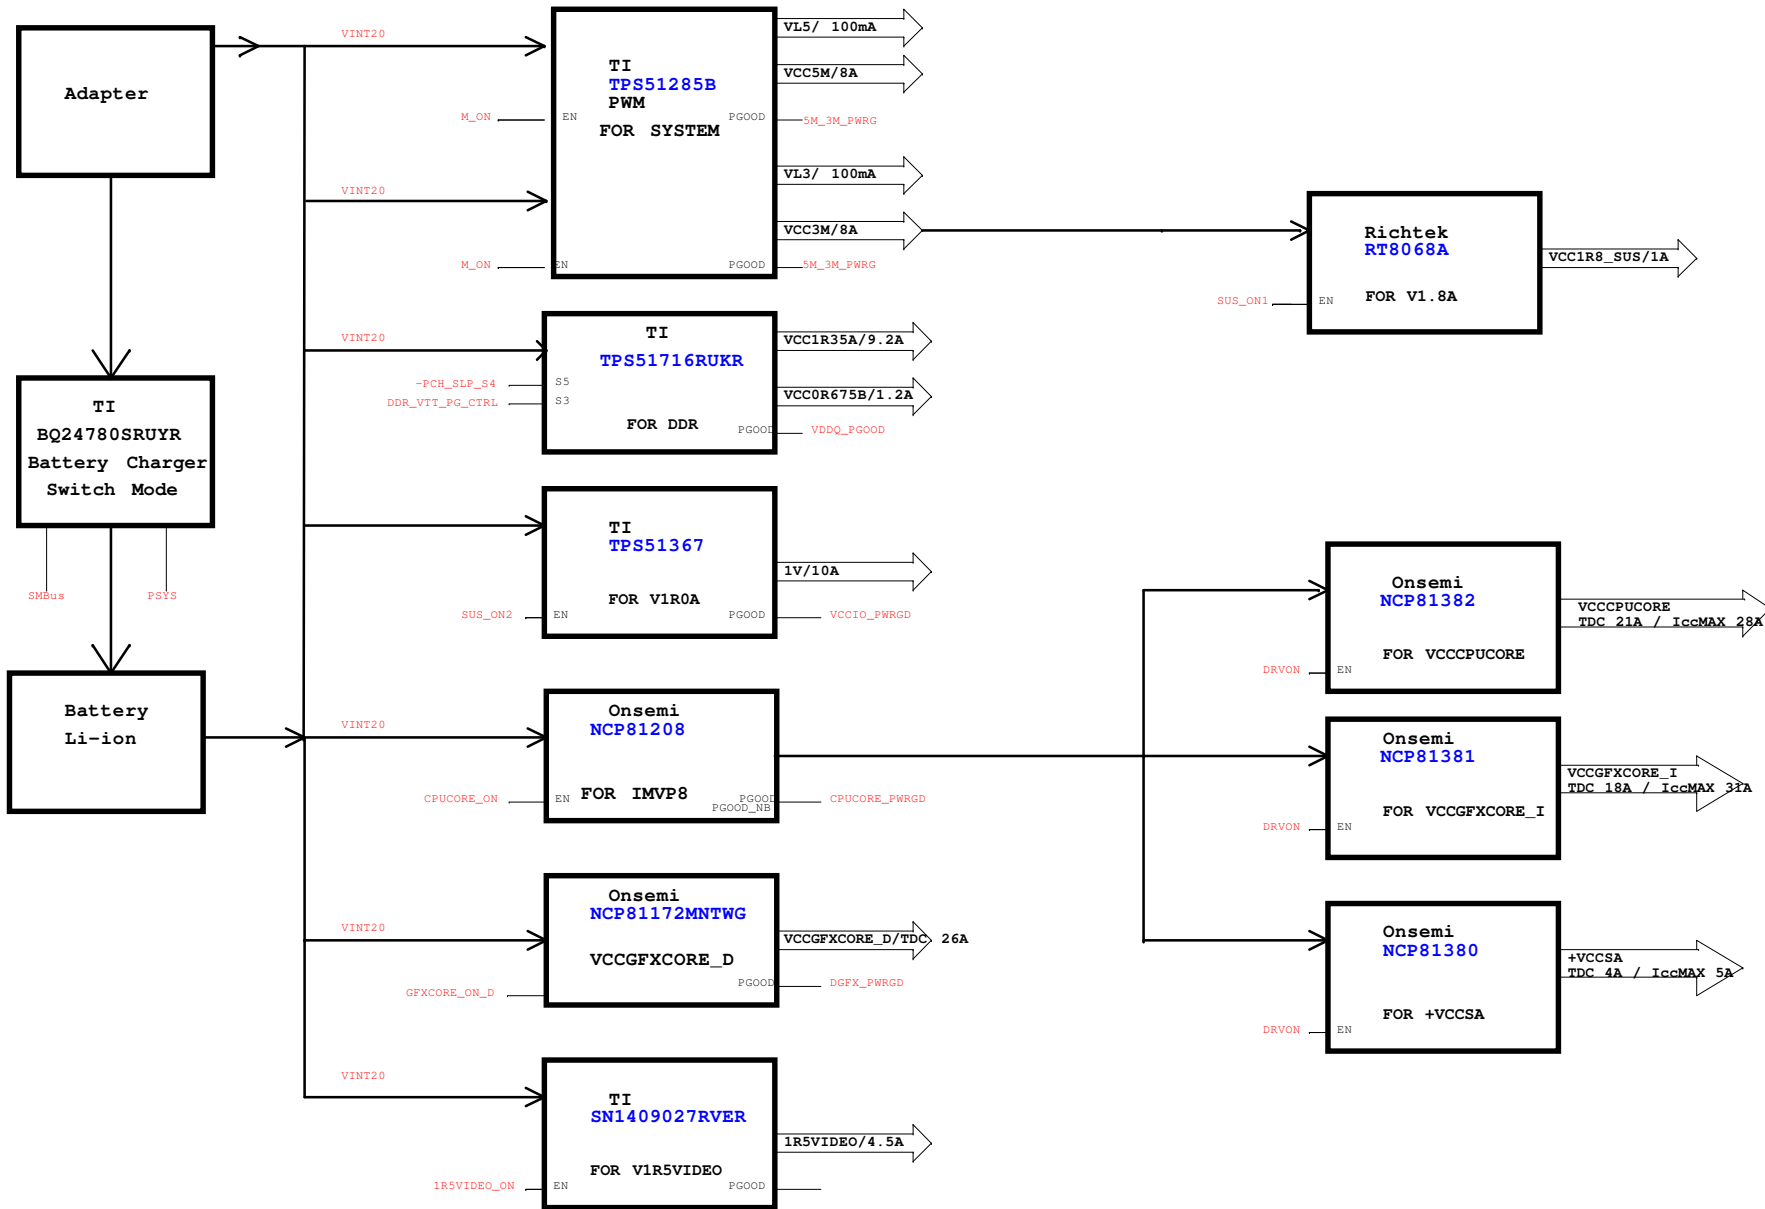 Adapter
TI
BQ24780SRUYR
Battery Charger
Switch Mode
SMBus
PSYS
Battery
Li-ion
VINT20
M_ON
VINT20
M_ON
TI
TPS51285B
PWM
FOR SYSTEM
EN
PGOOD
EN
PGOOD
VL5/ 100mA
VCC5M/8A
5M_3M_PWRG
VL3/ 100mA
VCC3M/8A
5M_3M_PWRG
Richtek
RT8068A
FOR V1.8A
SUS_ON1
EN
VCC1R8_SUS/1A
VINT20
-PCH_SLP_S4
DDR_VTT_PG_CTRL
TI
TPS51716RUKR
S5
S3
FOR DDR
PGOOD
VCC1R35A/9.2A
VCC0R675B/1.2A
VDDQ_PGOOD
TI
TPS51367
FOR V1R0A
SUS_ON2
EN
PGOOD
1V/10A
VCCIO_PWRGD
VINT20
Onsemi
NCP81208
CPUCORE_ON
EN
FOR IMVP8
PGOOD
PGOOD_NB
CPUCORE_PWRGD
Onsemi
NCP81382
FOR VCCCPUCORE
DRVON
EN
VCCCPUCORE
TDC 21A / IccMAX 28A
Onsemi
NCP81381
FOR VCCGFXCORE_I
DRVON
EN
VCCGFXCORE_I
TDC 18A / IccMAX 31A
Onsemi
NCP81380
FOR +VCCSA
DRVON
EN
+VCCSA
TDC 4A / IccMAX 5A
VINT20
Onsemi
NCP81172MNTWG
VCCGFXCORE_D
GFXCORE_ON_D
PGOOD
VCCGFXCORE_D/TDC 26A
DGFX_PWRGD
VINT20
TI
SN1409027RVER
FOR V1R5VIDEO
1R5VIDEO_ON
EN
PGOOD
1R5VIDEO/4.5A